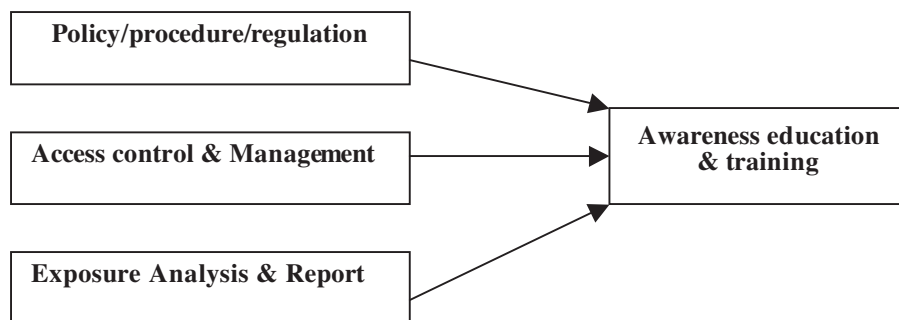 Policy/procedure/regulation
Access control & Management
Awareness education
& training
Exposure Analysis & Report